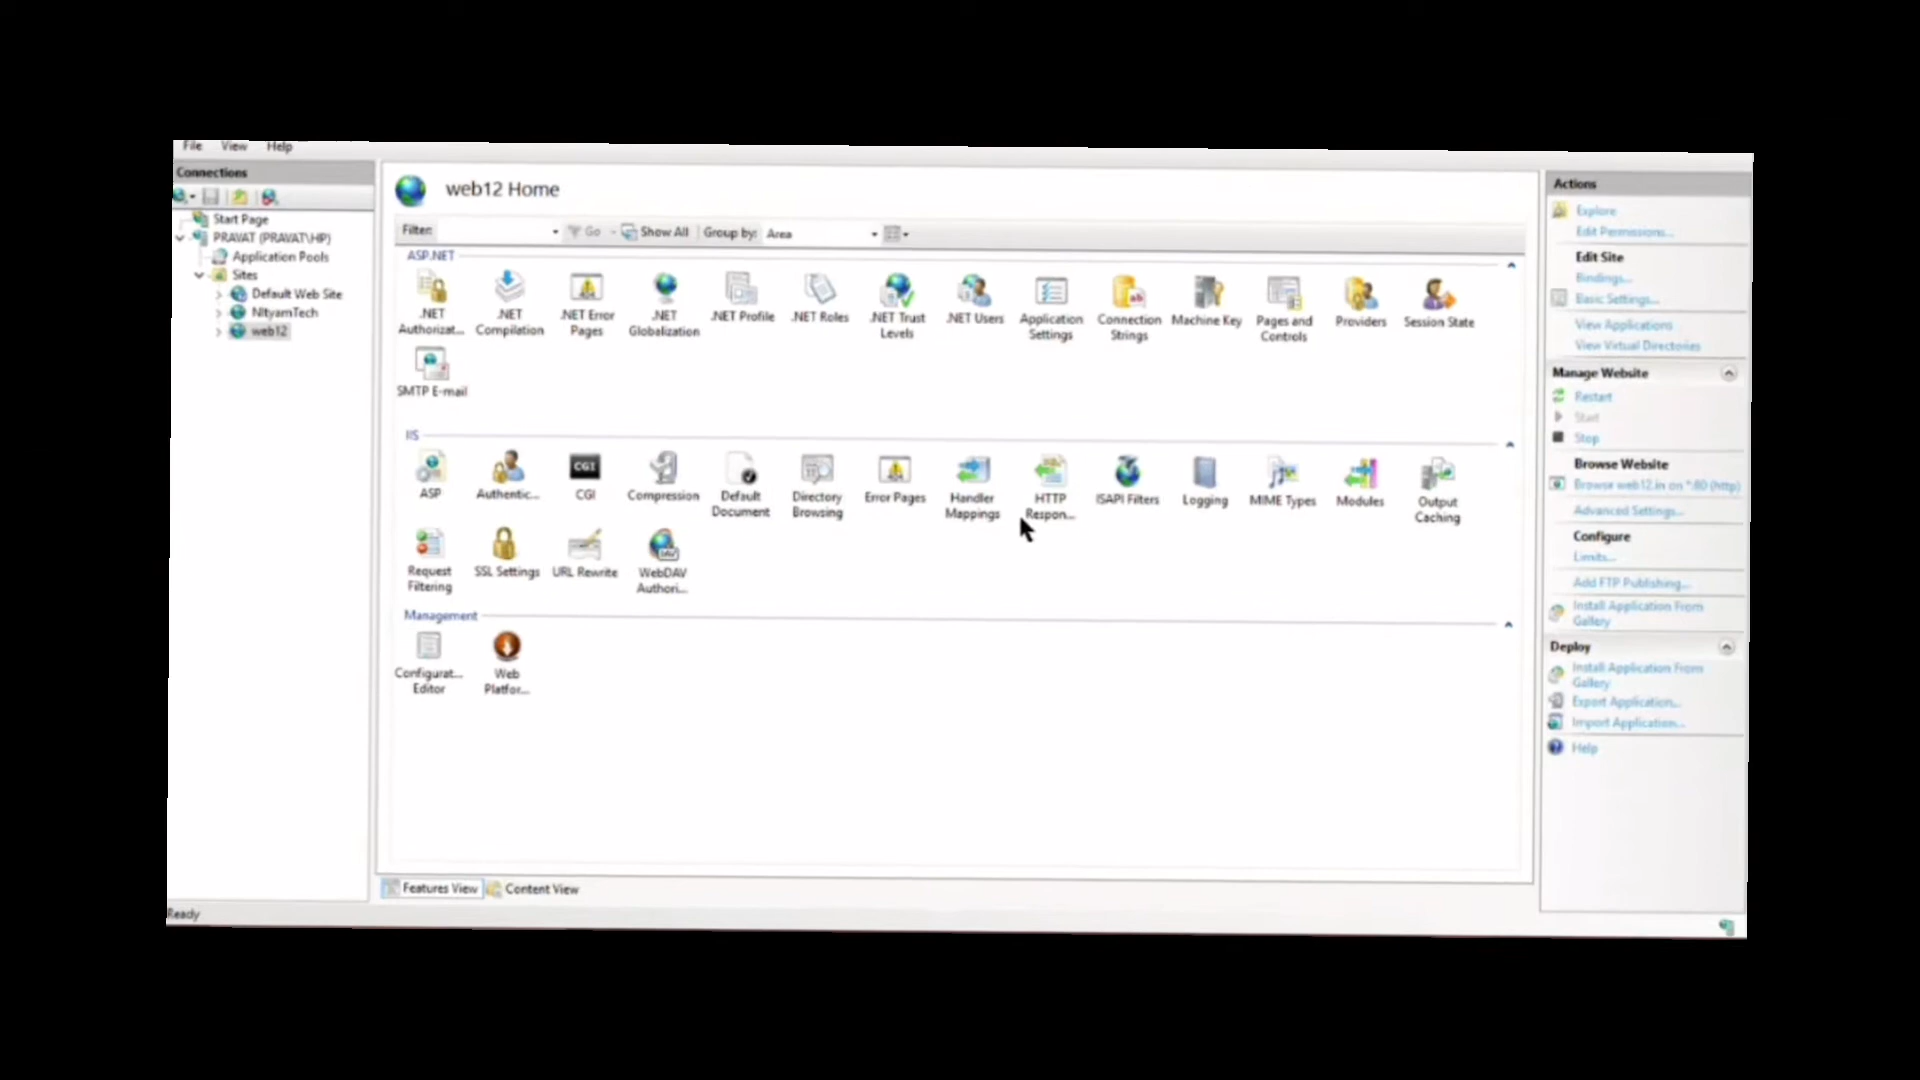 File View Help
Connections
Start Page
PRAVAT (PRAVAT\HP)
Application Pools
Sites
Default Web Site
NItyamTech
web12
web12 Home
Filter: Go Show All Group by: Area
ASP.NET
.NET Authorizat...
.NET Compilation
.NET Error Pages
.NET Globalization
.NET Profile
.NET Roles
.NET Trust Levels
.NET Users
Application Settings
Connection Strings
Machine Key
Pages and Controls
Providers
Session State
SMTP E-mail
IIS
ASP
Authentic...
CGI
Compression
Default Document
Directory Browsing
Error Pages
Handler Mappings
HTTP Respon...
ISAPI Filters
Logging
MIME Types
Modules
Output Caching
Request Filtering
SSL Settings
URL Rewrite
WebDAV Authori...
Management
Configurat... Editor
Web Platfor...
Features View
Content View
Ready
Actions
Explore
Edit Permissions...
Edit Site
Bindings...
Basic Settings...
View Applications
View Virtual Directories
Manage Website
Restart
Start
Stop
Browse Website
Browse web12.in on *:80 (http)
Advanced Settings...
Configure
Limits...
Add FTP Publishing...
Install Application From
Gallery
Deploy
Install Application From
Gallery
Export Application...
Import Application...
Help